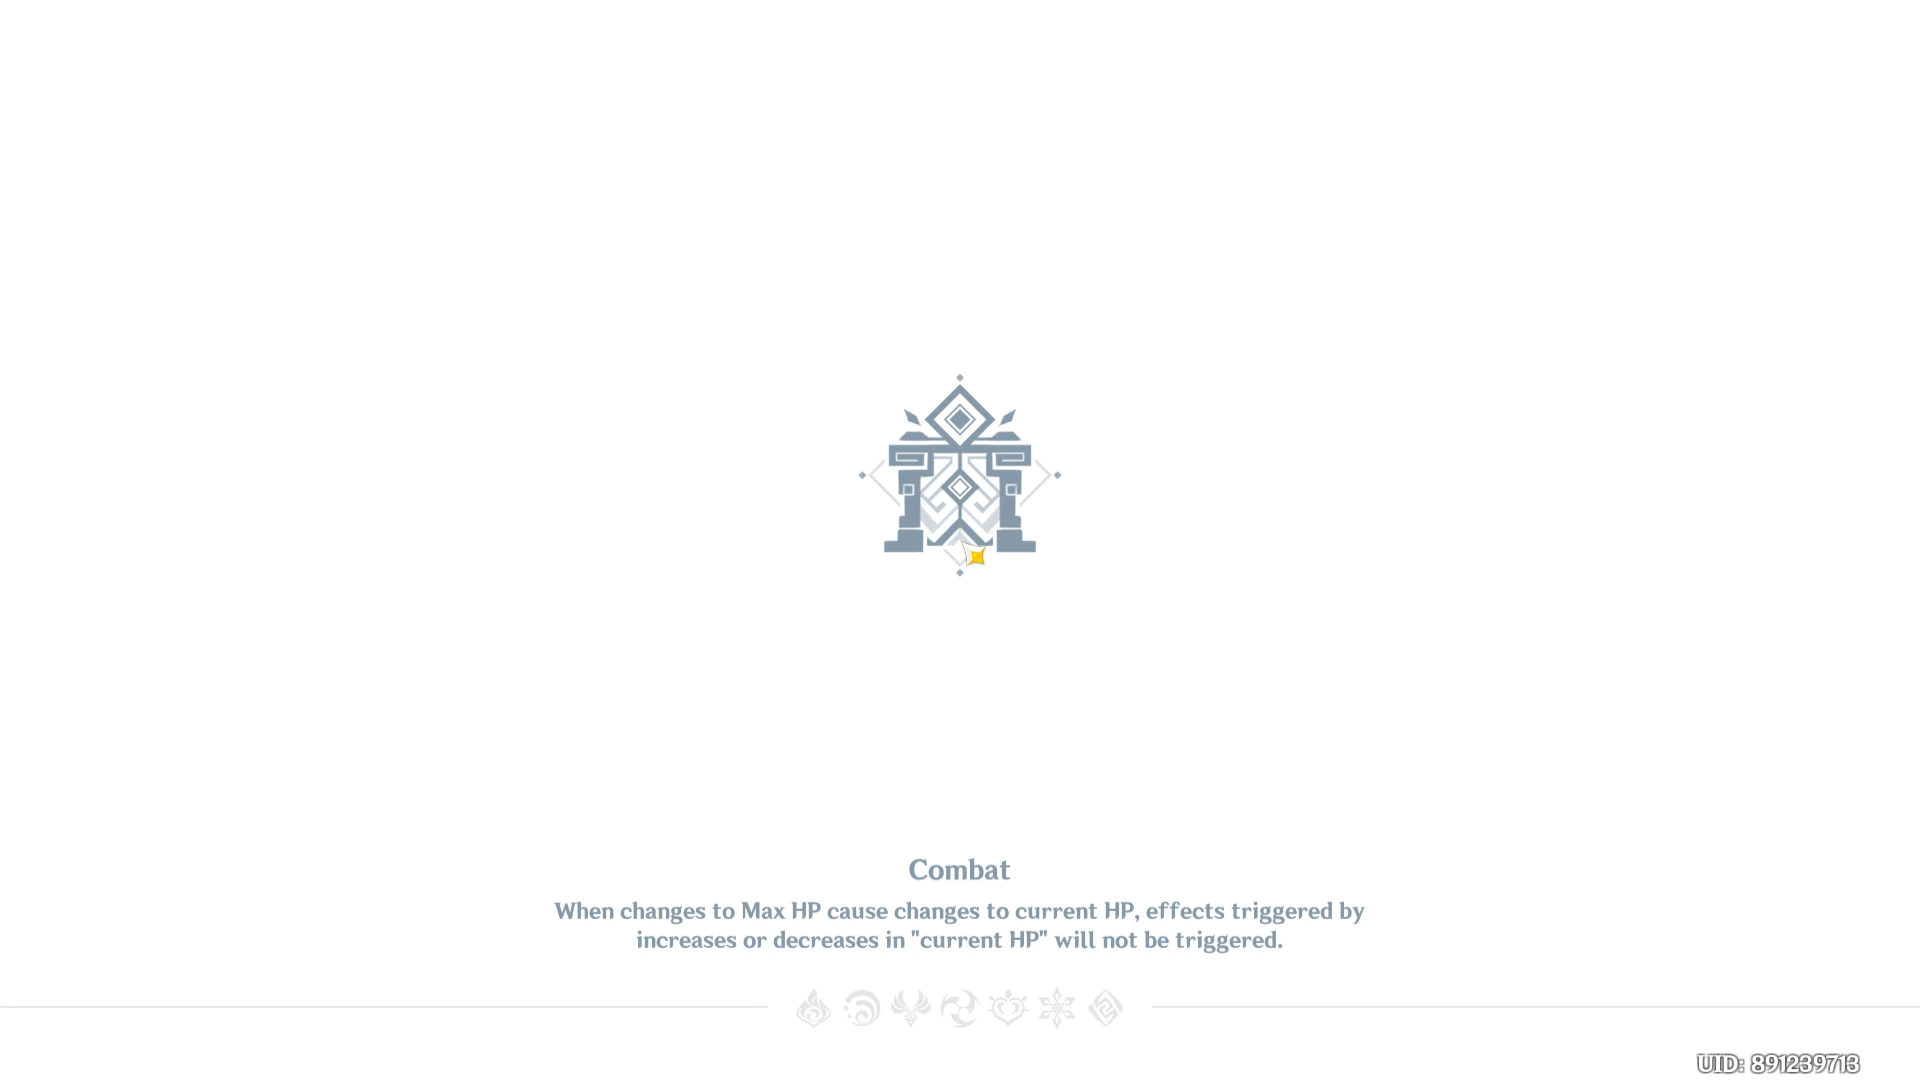 Combat
When changes to Max HP cause changes to current HP, effects triggered by
increases or decreases in "current HP" will not be triggered.
UID: 891239713